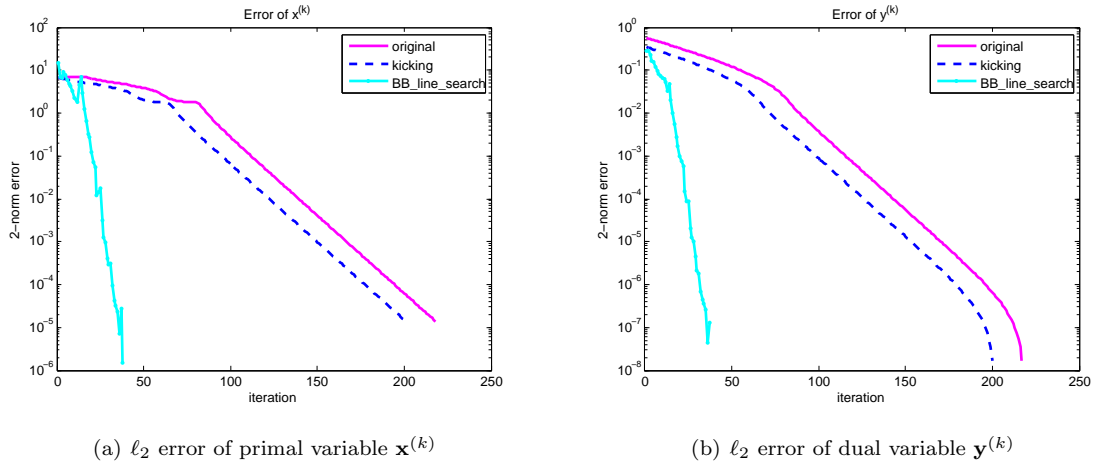 Error of x^(k)
10^2
10^1
10^0
10^−1
10^−2
10^−3
10^−4
10^−5
10^−6
2−norm error
original
kicking
BB_line_search
0 50 100 150 200 250
iteration
(a) ℓ₂ error of primal variable x^(k)
Error of y^(k)
10^0
10^−1
10^−2
10^−3
10^−4
10^−5
10^−6
10^−7
10^−8
2−norm error
original
kicking
BB_line_search
0 50 100 150 200 250
iteration
(b) ℓ₂ error of dual variable y^(k)